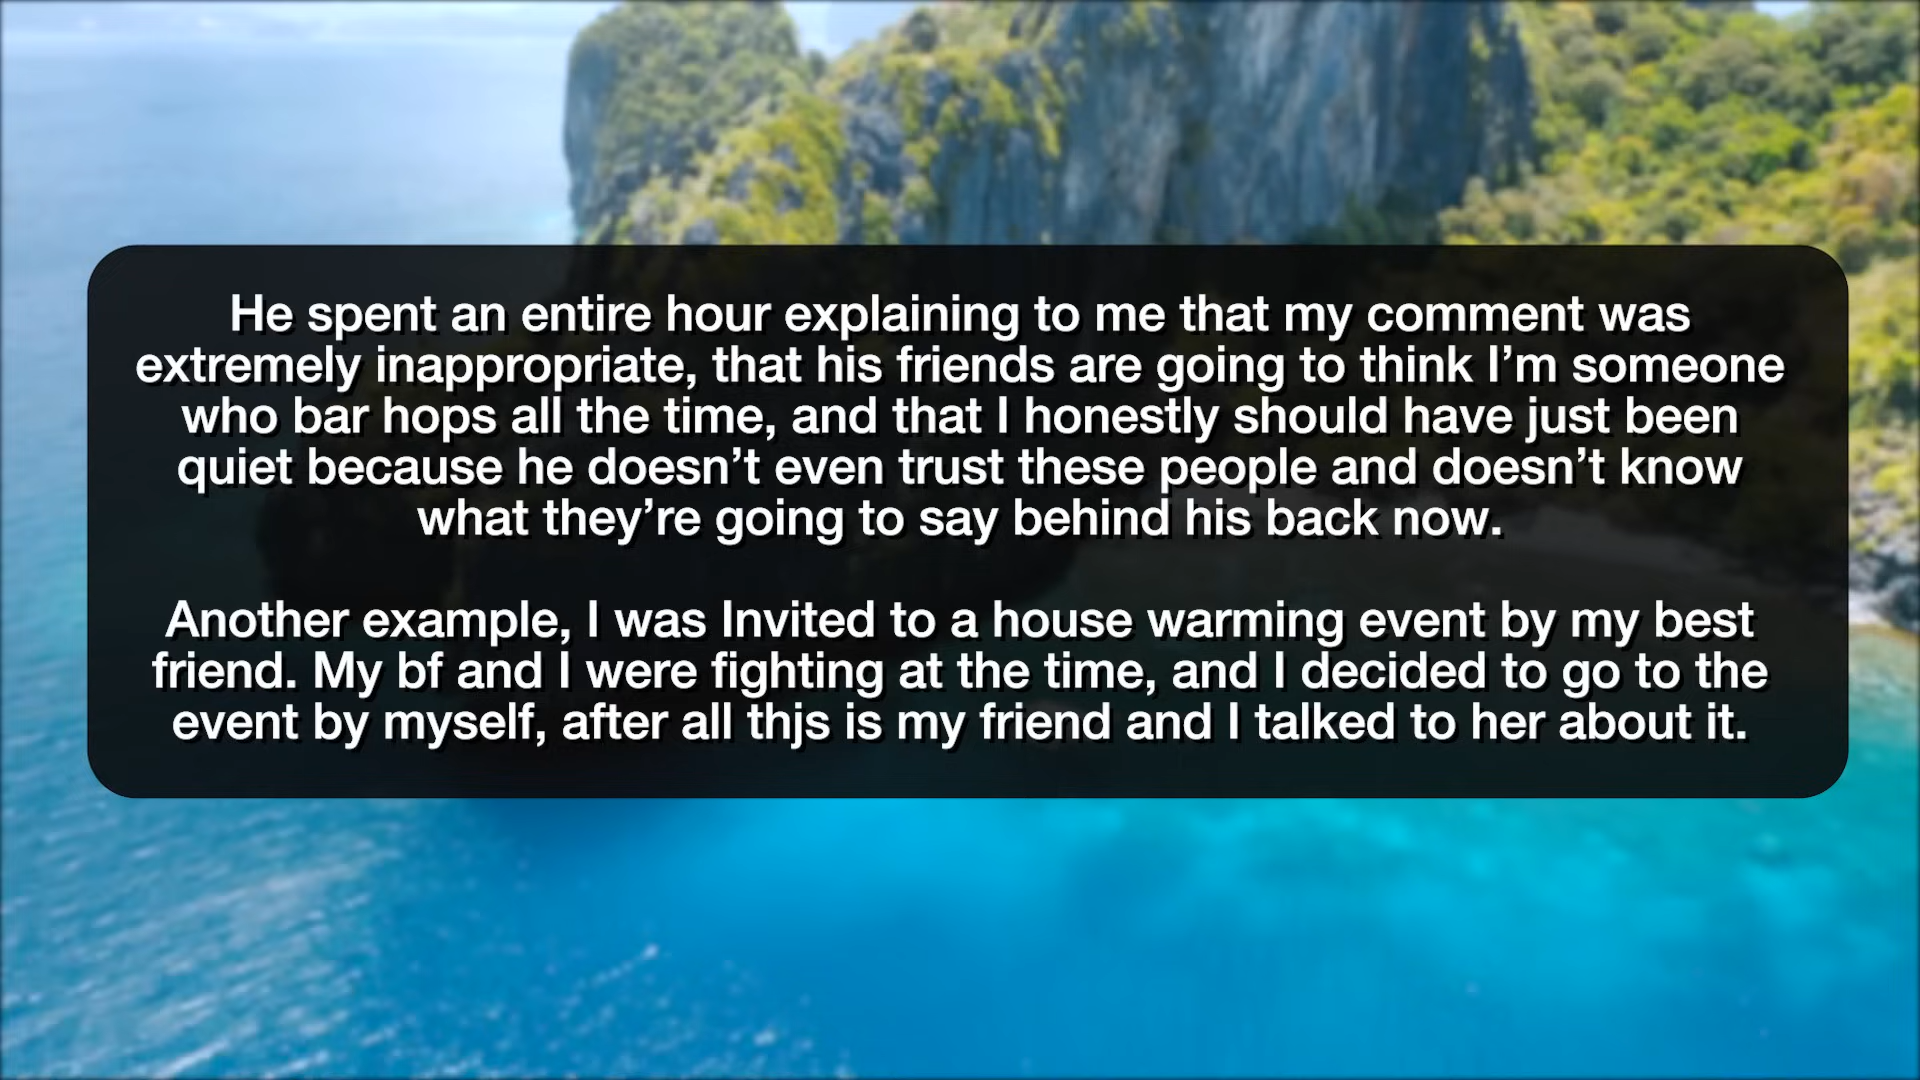 He spent an entire hour explaining to me that my comment was
extremely inappropriate, that his friends are going to think I’m someone
who bar hops all the time, and that I honestly should have just been
quiet because he doesn’t even trust these people and doesn’t know
what they’re going to say behind his back now.
Another example, I was Invited to a house warming event by my best
friend. My bf and I were fighting at the time, and I decided to go to the
event by myself, after all thjs is my friend and I talked to her about it.